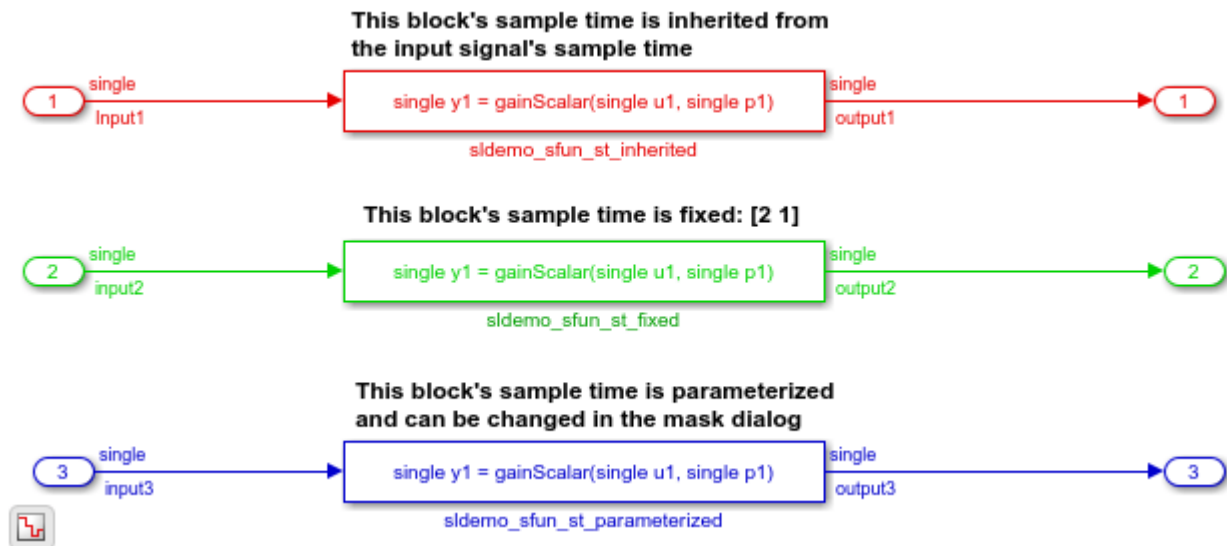 This block's sample time is inherited from
the input signal's sample time
single
single
1
single y1 = gainScalar(single u1, single p1)
1
Input1
output1
sldemo_sfun_st_inherited
This block's sample time is fixed: [2 1]
single
single
2
single y1 = gainScalar(single u1, single p1)
2
input2
output2
sldemo_sfun_st_fixed
This block's sample time is parameterized
and can be changed in the mask dialog
single
single
3
single y1 = gainScalar(single u1, single p1)
3
input3
output3
sldemo_sfun_st_parameterized